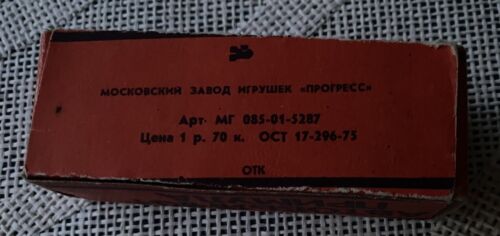 МОСКОВСКИЙ ЗАВОД ИГРУШЕК «ПРОГРЕСС»
Арт. МГ 085-01-5287
Цена 1 р. 70 к. ОСТ 17-296-75
ОТК